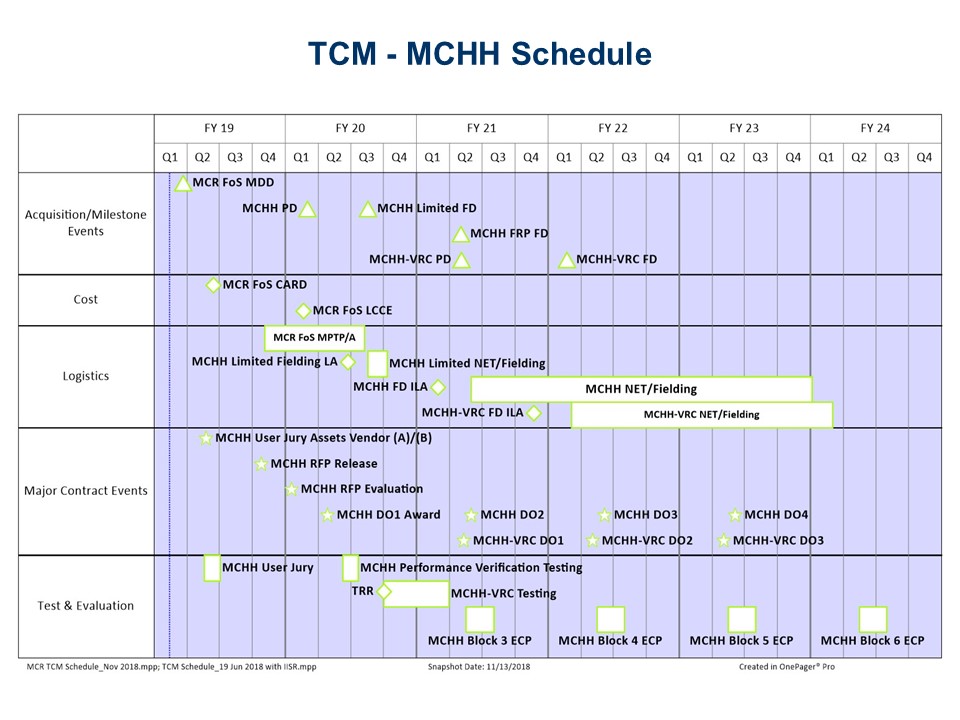 TCM - MCHH Schedule
FY 19 FY 20 FY 21 FY 22 FY 23 FY 24
Q1 Q2 Q3 Q4 Q1 Q2 Q3 Q4 Q1 Q2 Q3 Q4 Q1 Q2 Q3 Q4 Q1 Q2 Q3 Q4 Q1 Q2 Q3 Q4
Acquisition/Milestone
Events
MCR FoS MDD
MCHH PD MCHH Limited FD
MCHH FRP FD
MCHH-VRC PD MCHH-VRC FD
Cost
MCR FoS CARD
MCR FoS LCCE
Logistics
MCR FoS MPTP/A
MCHH Limited Fielding LA MCHH Limited NET/Fielding
MCHH FD ILA MCHH NET/Fielding
MCHH-VRC FD ILA MCHH-VRC NET/Fielding
Major Contract Events
MCHH User Jury Assets Vendor (A)/(B)
MCHH RFP Release
MCHH RFP Evaluation
MCHH DO1 Award MCHH DO2 MCHH DO3 MCHH DO4
MCHH-VRC DO1 MCHH-VRC DO2 MCHH-VRC DO3
Test & Evaluation
MCHH User Jury MCHH Performance Verification Testing
TRR MCHH-VRC Testing
MCHH Block 3 ECP MCHH Block 4 ECP MCHH Block 5 ECP MCHH Block 6 ECP
MCR TCM Schedule_Nov 2018.mpp; TCM Schedule_19 Jun 2018 with IISR.mpp Snapshot Date: 11/13/2018 Created in OnePager® Pro